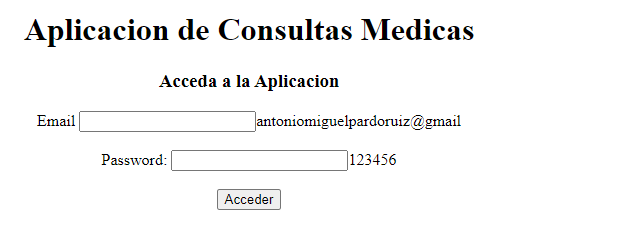 Aplicacion de Consultas Medicas
Acceda a la Aplicacion
Email antoniomiguelpardoruiz@gmail
Password: 123456
Acceder